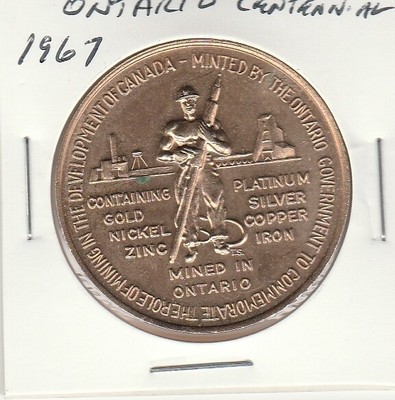 ONTARIO CENTENNIAL
1967
MINTED BY THE ONTARIO GOVERNMENT TO COMMEMORATE THE ROLE OF MINING IN THE DEVELOPMENT OF CANADA -
CONTAINING
GOLD
NICKEL
ZINC
PLATINUM
SILVER
COPPER
IRON
T.S.
MINED IN
ONTARIO